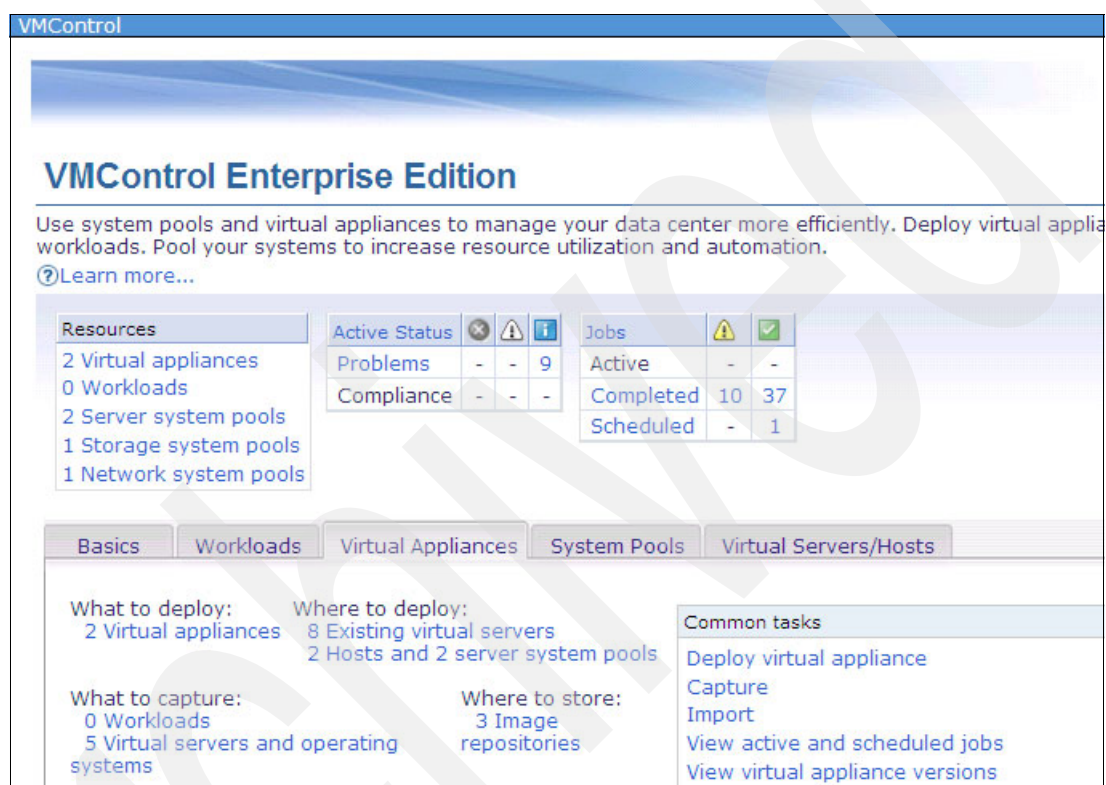 VMControl
VMControl Enterprise Edition
Use system pools and virtual appliances to manage your data center more efficiently. Deploy virtual applia
workloads. Pool your systems to increase resource utilization and automation.
?Learn more...
Resources
2 Virtual appliances
0 Workloads
2 Server system pools
1 Storage system pools
1 Network system pools
Active Status
Problems - - 9
Compliance - - -
Jobs
Active - -
Completed 10 37
Scheduled - 1
Basics Workloads Virtual Appliances System Pools Virtual Servers/Hosts
What to deploy:
2 Virtual appliances
Where to deploy:
8 Existing virtual servers
2 Hosts and 2 server system pools
What to capture:
0 Workloads
5 Virtual servers and operating
systems
Where to store:
3 Image
repositories
Common tasks
Deploy virtual appliance
Capture
Import
View active and scheduled jobs
View virtual appliance versions